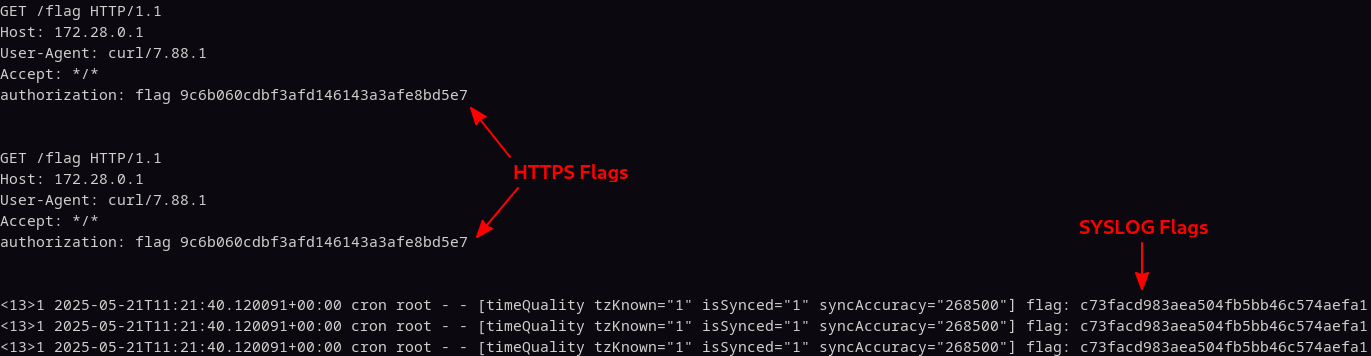 GET /flag HTTP/1.1
Host: 172.28.0.1
User-Agent: curl/7.88.1
Accept: */*
authorization: flag 9c6b060cdbf3afd146143a3afe8bd5e7
GET /flag HTTP/1.1
HTTPS Flags
Host: 172.28.0.1
User-Agent: curl/7.88.1
Accept: */*
SYSLOG Flags
authorization: flag 9c6b060cdbf3afd146143a3afe8bd5e7
<13>1 2025-05-21T11:21:40.120091+00:00 cron root - - [timeQuality tzKnown="1" isSynced="1" syncAccuracy="268500"] flag: c73facd983aea504fb5bb46c574aefa1
<13>1 2025-05-21T11:21:40.120091+00:00 cron root - - [timeQuality tzKnown="1" isSynced="1" syncAccuracy="268500"] flag: c73facd983aea504fb5bb46c574aefa1
<13>1 2025-05-21T11:21:40.120091+00:00 cron root - - [timeQuality tzKnown="1" isSynced="1" syncAccuracy="268500"] flag: c73facd983aea504fb5bb46c574aefa1